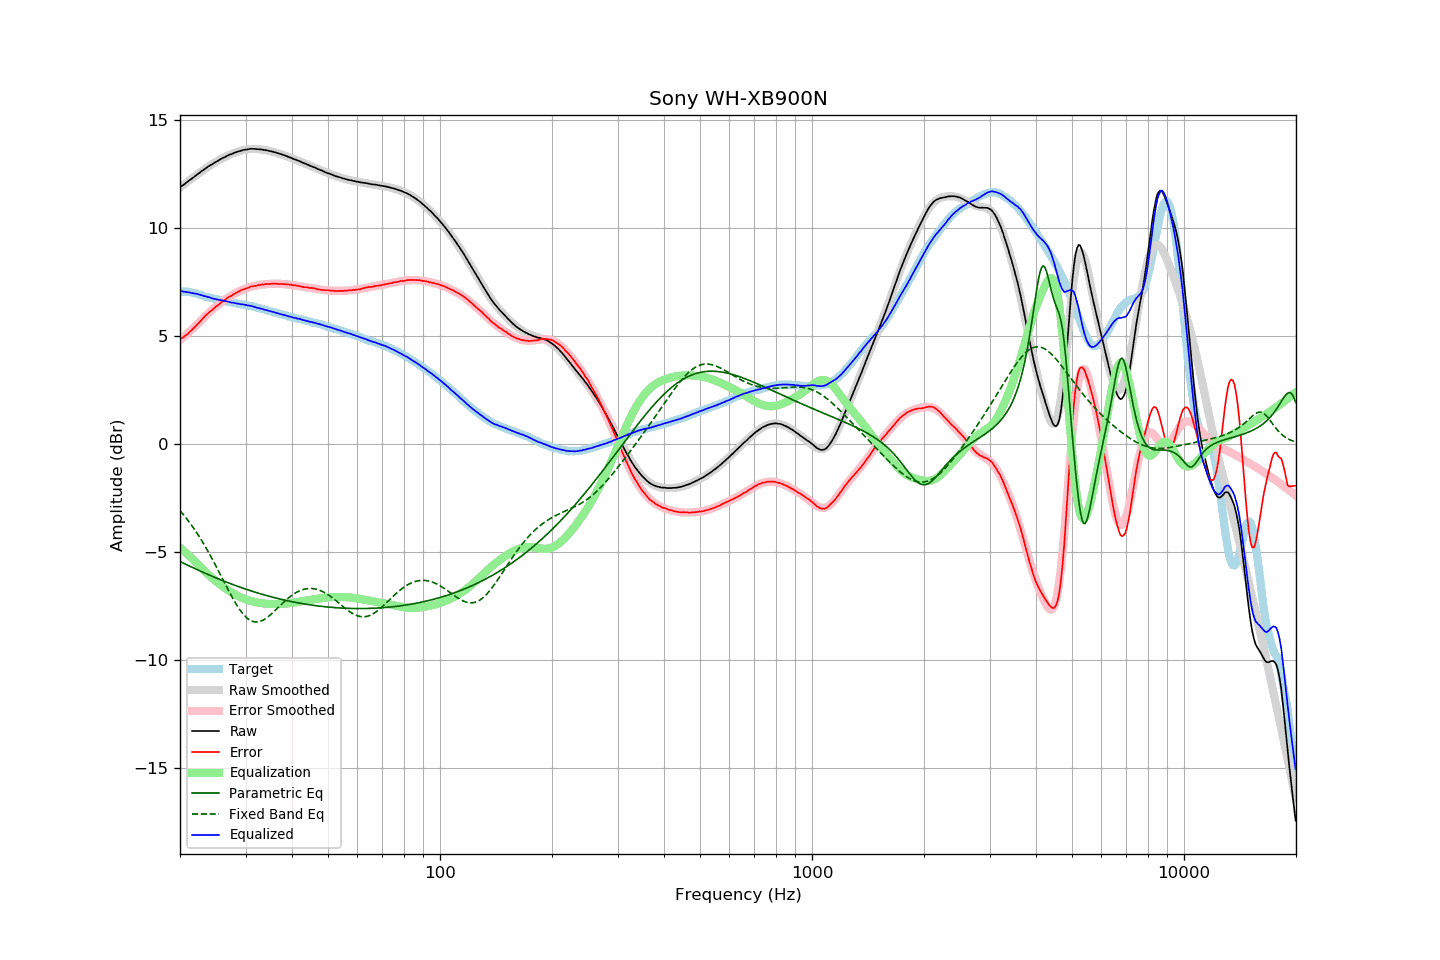 Sony WH-XB900N
15
10
5
0
−5
−10
−15
Amplitude (dBr)
Target
Raw Smoothed
Error Smoothed
Raw
Error
Equalization
Parametric Eq
Fixed Band Eq
Equalized
100
1000
10000
Frequency (Hz)